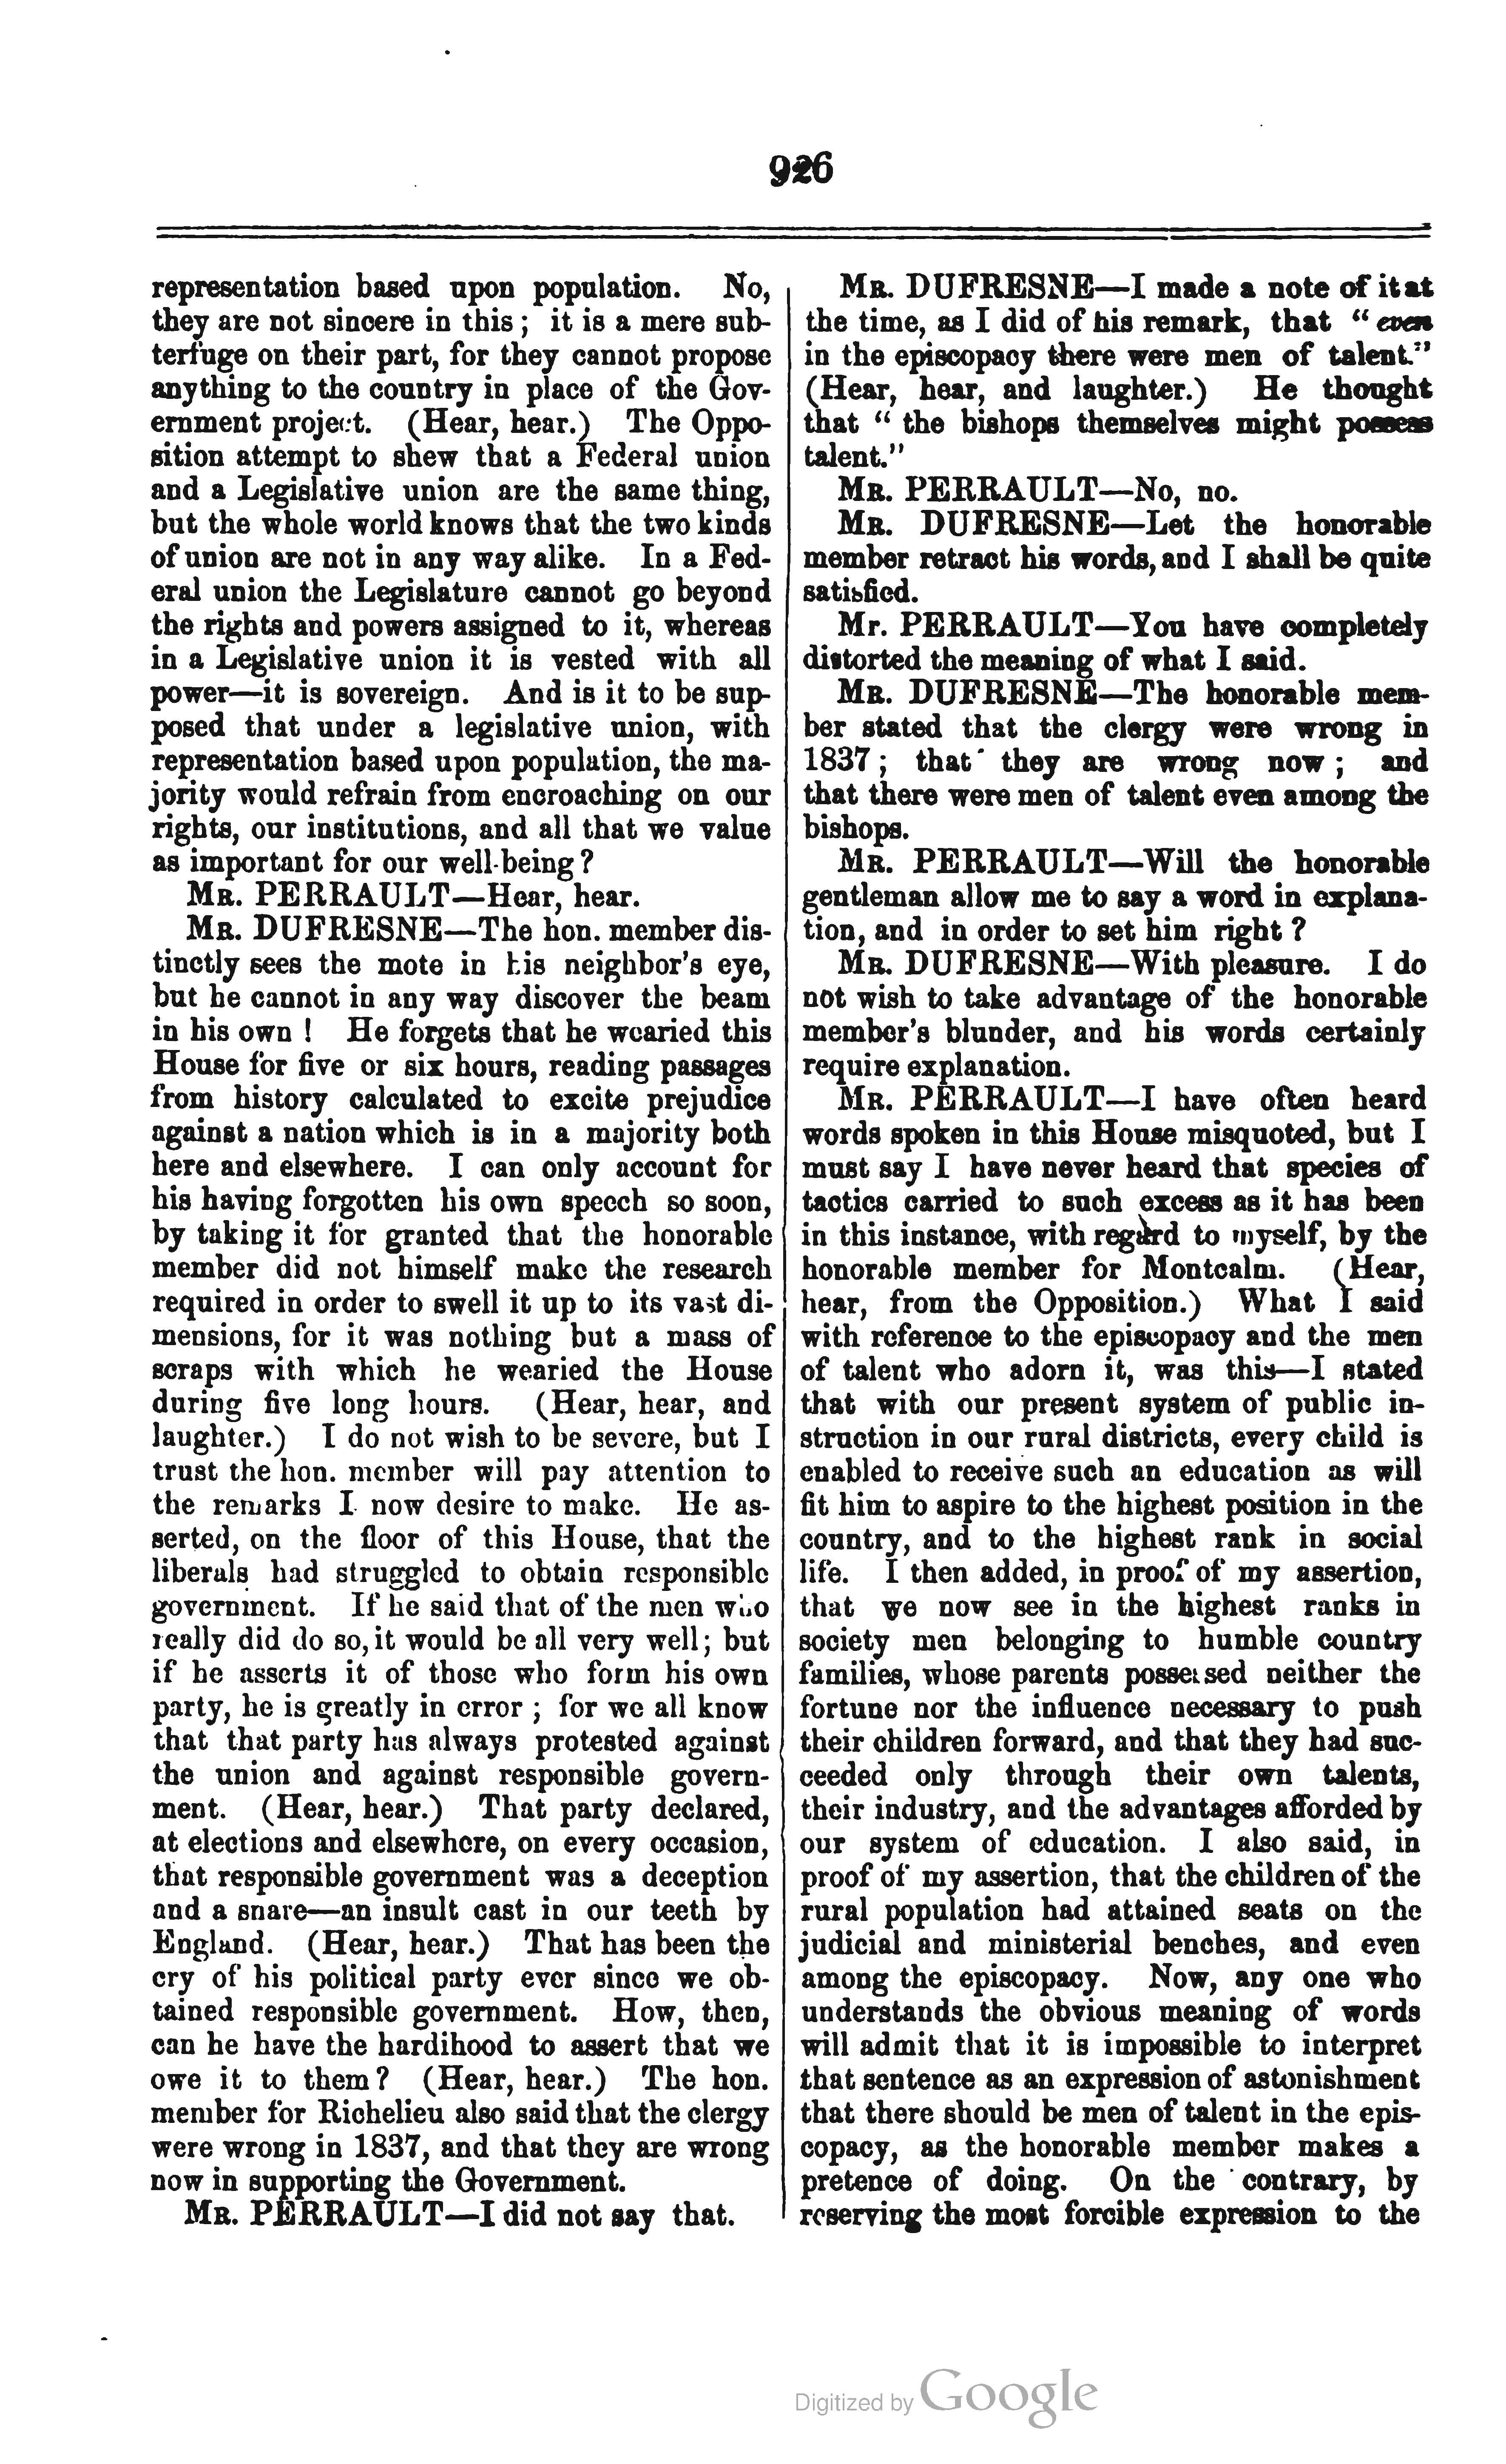 926
representation based upon population. No,
they are not sincere in this; it is a mere sub-
terfuge on their part, for they cannot propose
anything to the country in place of the Gov-
ernment project. (Hear, hear.) The Oppo-
sition attempt to shew that a Federal union
and a Legislative union are the same thing,
but the whole world knows that the two kinds
of union are not in any way alike. In a Fed-
eral union the Legislature cannot go beyond
the rights and powers assigned to it, whereas
in a Legislative union it is vested with all
power—it is sovereign. And is it to be sup-
posed that under a legislative union, with
representation based upon population, the ma-
jority would refrain from encroaching on our
rights, our institutions, and all that we value
as important for our well-being?
MR. PERRAULT—Hear, hear.
MR. DUFRESNE—The hon. member dis-
tinctly sees the mote in his neighbor's eye,
but he cannot in any way discover the beam
in his own! He forgets that he wearied this
House for five or six hours, reading passages
from history calculated to excite prejudice
against a nation which is in a majority both
here and elsewhere. I can only account for
his having forgotten his own speech so soon,
by taking it for granted that the honorable
member did not himself make the research
required in order to swell it up to its vast di-
mensions, for it was nothing but a mass of
scraps with which he wearied the House
during five long hours. (Hear, hear, and
laughter.) I do not wish to be severe, but I
trust the hon. member will pay attention to
the remarks I now desire to make. He as-
serted, on the floor of this House, that the
liberals had struggled to obtain responsible
government. If he said that of the men who
really did do so, it would be all very well; but
if he asserts it of those who form his own
party, he is greatly in error; for we all know
that that party has always protested against
the union and against responsible govern-
ment. (Hear, hear.) That party declared,
at elections and elsewhere, on every occasion,
that responsible government was a deception
and a snare—an insult cast in our teeth by
England. (Hear, hear.) That has been the
cry of his political party ever since we ob-
tained responsible government. How, then,
can he have the hardihood to assert that we
owe it to them? (Hear, hear.) The hon.
member for Richelieu also said that the clergy
were wrong in 1837, and that they are wrong
now in supporting the Government.
MR. PERRAULT—I did not say that.
MR. DUFRESNE—I made a note of it at
the time, as I did of his remark, that "even
in the episcopacy there were men of talent."
(Hear, hear, and laughter.) He thought
that "the bishops themselves might possess
talent."
MR. PERRAULT—No, no.
MR. DUFRESNE—Let the honorable
member retract his words, and I shall be quite
satisfied.
Mr. PERRAULT—You have completely
distorted the meaning of what I said.
MR. DUFRESNE—The honorable mem-
ber stated that the clergy were wrong in
1837; that they are wrong now; and
that there were men of talent even among the
bishops.
MR. PERRAULT—Will the honorable
gentleman allow me to say a word in explana-
tion, and in order to set him right?
MR. DUFRESNE—With pleasure. I do
not wish to take advantage of the honorable
member's blunder, and his words certainly
require explanation.
MR. PERRAULT—I have often heard
words spoken in this House misquoted, but I
must say I have never heard that species of
tactics carried to such excess as it has been
in this instance, with regard to myself, by the
honorable member for Montcalm. (Hear,
hear, from the Opposition.) What I said
with reference to the episcopacy and the men
of talent who adorn it, was this—I stated
that with our present system of public in-
struction in our rural districts, every child is
enabled to receive such an education as will
fit him to aspire to the highest position in the
country, and to the highest rank in social
life. I then added, in proof of my assertion,
that we now see in the highest ranks in
society men belonging to humble country
families, whose parents possessed neither the
fortune nor the influence necessary to push
their children forward, and that they had suc-
ceeded only through their own talents,
their industry, and the advantages afforded by
our system of education. I also said, in
proof of my assertion, that the children of the
rural population had attained seats on the
judicial and ministerial benches, and even
among the episcopacy. Now, any one who
understands the obvious meaning of words
will admit that it is impossible to interpret
that sentence as an expression of astonishment
that there should be men of talent in the epis-
copacy, as the honorable member makes a
pretence of doing. On the contrary, by
reserving the most forcible expression to the
Digitized by Google